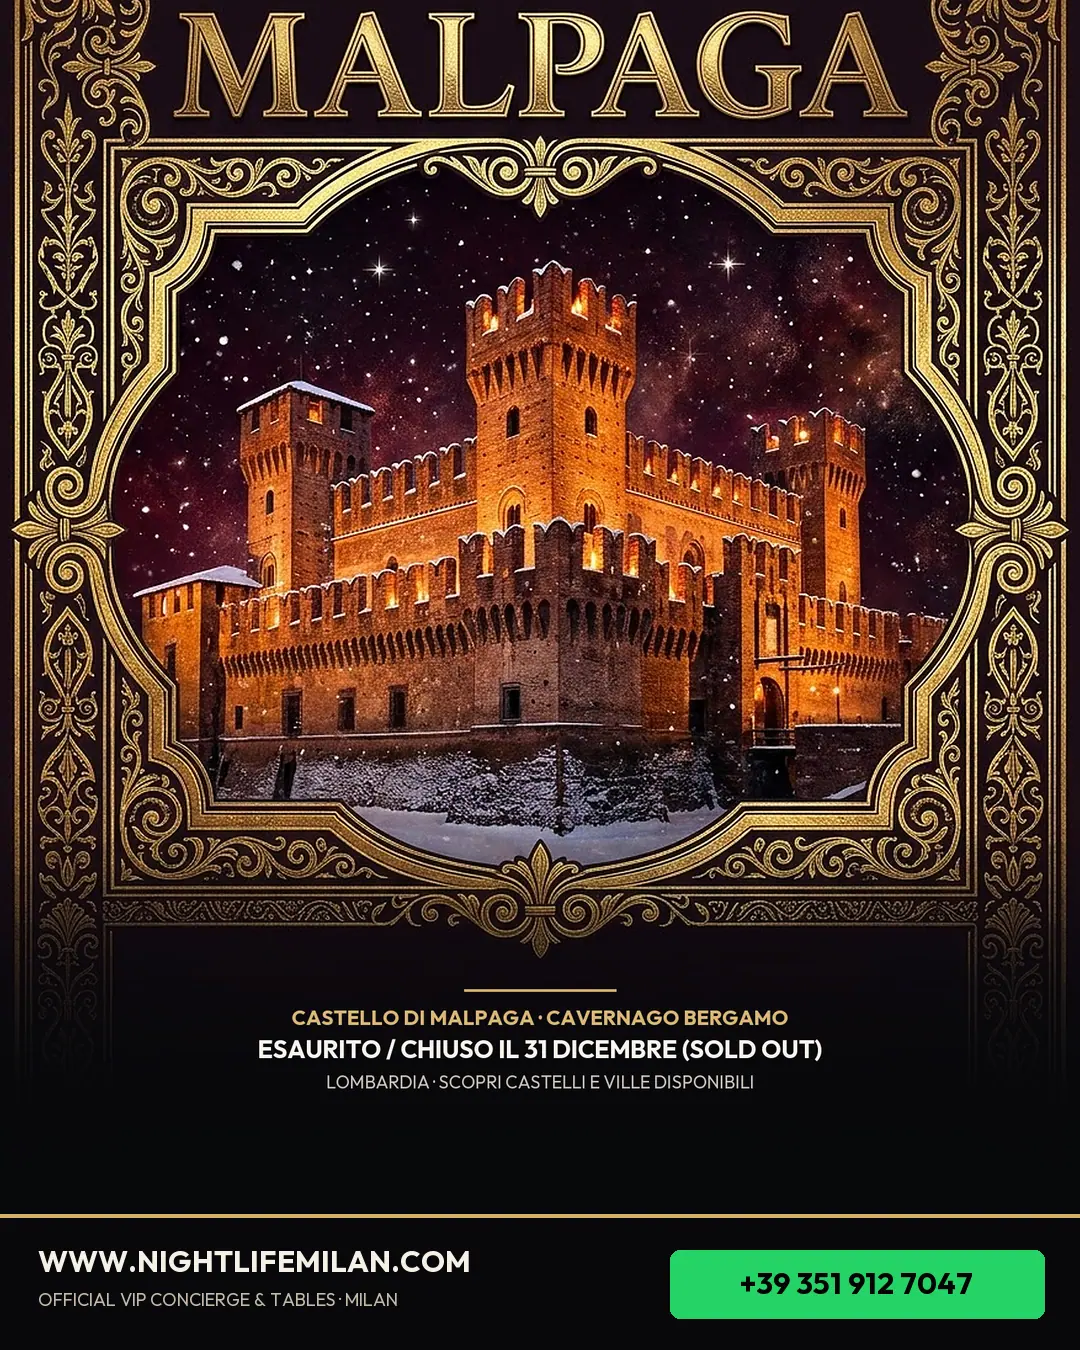 MALPAGA
CASTELLO DI MALPAGA · CAVERNAGO BERGAMO
ESAURITO / CHIUSO IL 31 DICEMBRE (SOLD OUT)
LOMBARDIA · SCOPRI CASTELLI E VILLE DISPONIBILI
WWW.NIGHTLIFEMILAN.COM
OFFICIAL VIP CONCIERGE & TABLES · MILAN
+39 351 912 7047